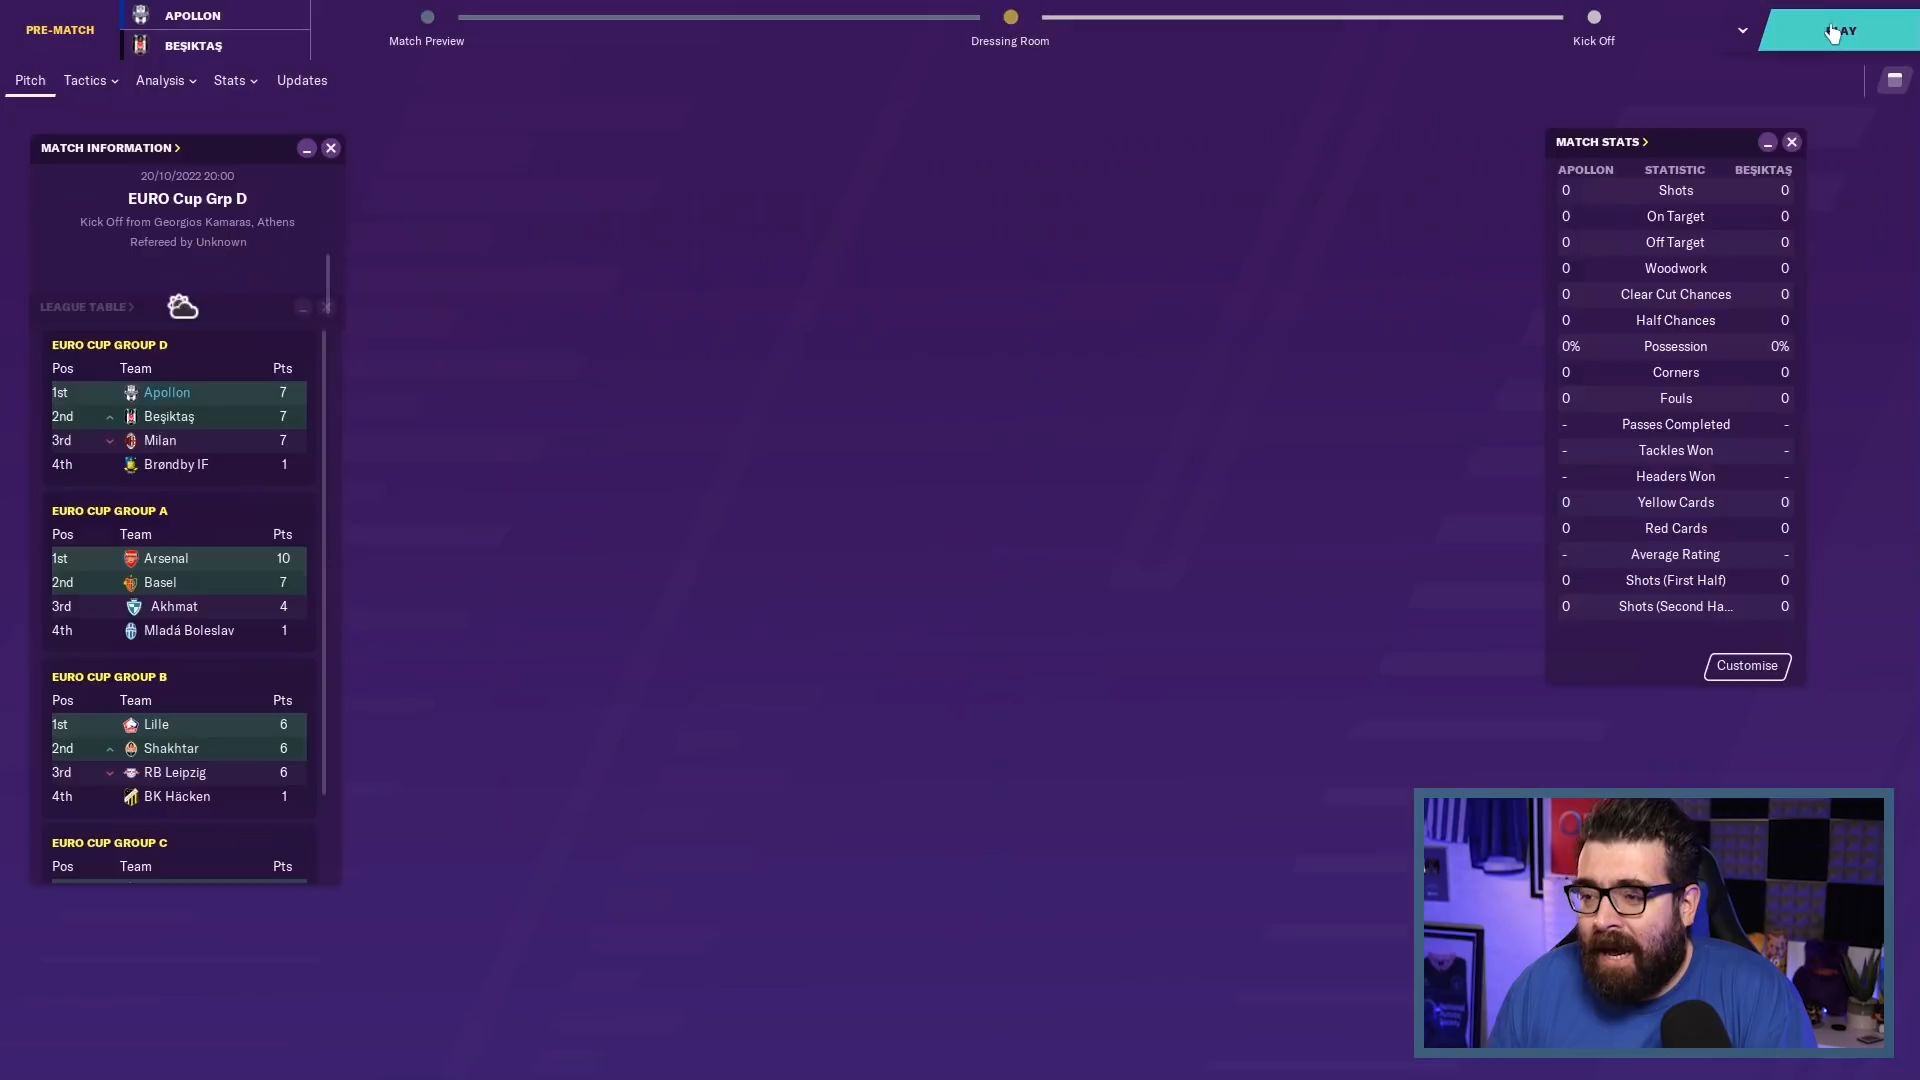 PRE-MATCH
APOLLON
BEŞIKTAŞ
Match Preview
Dressing Room
Kick Off
Pitch
Tactics
Analysis
Stats
Updates
MATCH INFORMATION
20/10/2022 20:00
EURO Cup Grp D
Kick Off from Georgios Kamaras, Athens
Refereed by Unknown
LEAGUE TABLE
EURO CUP GROUP D
Pos Team Pts
1st Apollon 7
2nd Beşiktaş 7
3rd Milan 7
4th Brøndby IF 1
EURO CUP GROUP A
Pos Team Pts
1st Arsenal 10
2nd Basel 7
3rd Akhmat 4
4th Mladá Boleslav 1
EURO CUP GROUP B
Pos Team Pts
1st Lille 6
2nd Shakhtar 6
3rd RB Leipzig 6
4th BK Häcken 1
EURO CUP GROUP C
Pos Team Pts
MATCH STATS
APOLLON STATISTIC BEŞIKTAŞ
0 Shots 0
0 On Target 0
0 Off Target 0
0 Woodwork 0
0 Clear Cut Chances 0
0 Half Chances 0
0% Possession 0%
0 Corners 0
0 Fouls 0
- Passes Completed -
- Tackles Won -
- Headers Won -
0 Yellow Cards 0
0 Red Cards 0
- Average Rating -
0 Shots (First Half) 0
0 Shots (Second Ha... 0
Customise